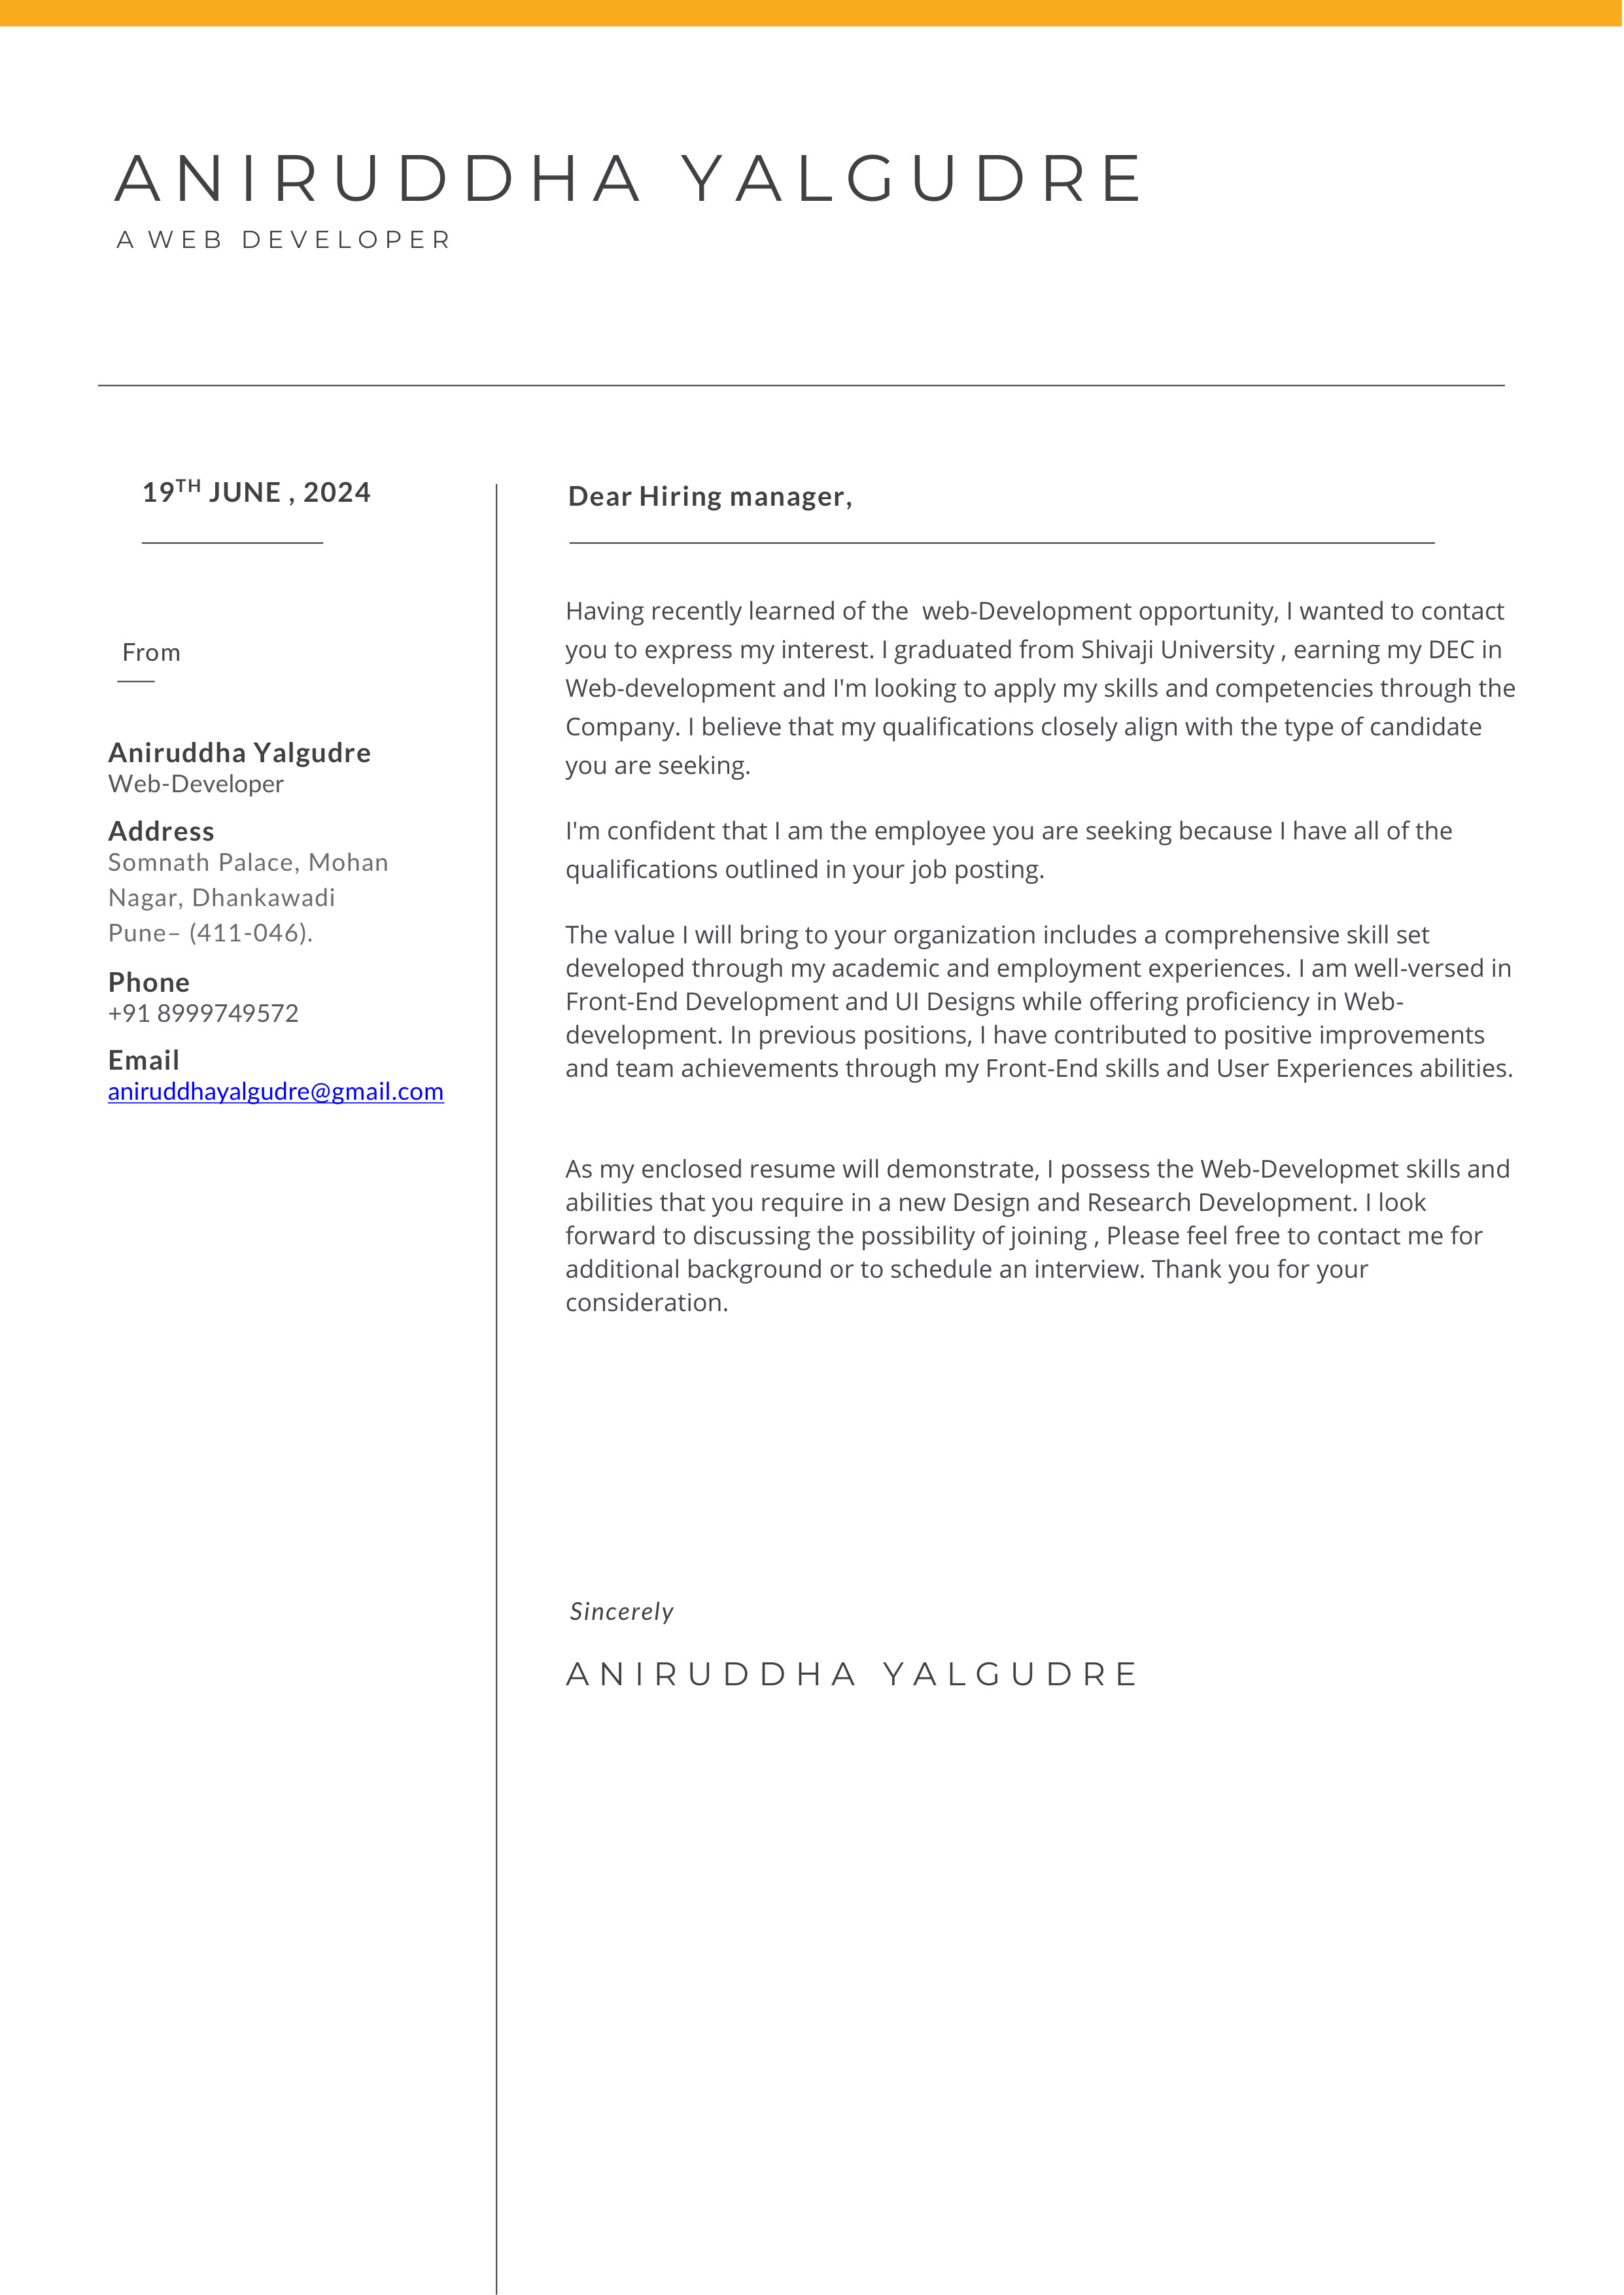 ANIRUDDHA YALGUDRE
A WEB DEVELOPER
19TH JUNE , 2024
From
Aniruddha Yalgudre
Web-Developer
Address
Somnath Palace, Mohan
Nagar, Dhankawadi
Pune– (411-046).
Phone
+91 8999749572
Email
aniruddhayalgudre@gmail.com
Dear Hiring manager,
Having recently learned of the  web-Development opportunity, I wanted to contact
you to express my interest. I graduated from Shivaji University , earning my DEC in
Web-development and I'm looking to apply my skills and competencies through the
Company. I believe that my qualifications closely align with the type of candidate
you are seeking.
I'm confident that I am the employee you are seeking because I have all of the
qualifications outlined in your job posting.
The value I will bring to your organization includes a comprehensive skill set
developed through my academic and employment experiences. I am well-versed in
Front-End Development and UI Designs while offering proficiency in Web-
development. In previous positions, I have contributed to positive improvements
and team achievements through my Front-End skills and User Experiences abilities.
As my enclosed resume will demonstrate, I possess the Web-Developmet skills and
abilities that you require in a new Design and Research Development. I look
forward to discussing the possibility of joining , Please feel free to contact me for
additional background or to schedule an interview. Thank you for your
consideration.
Sincerely
ANIRUDDHA YALGUDRE